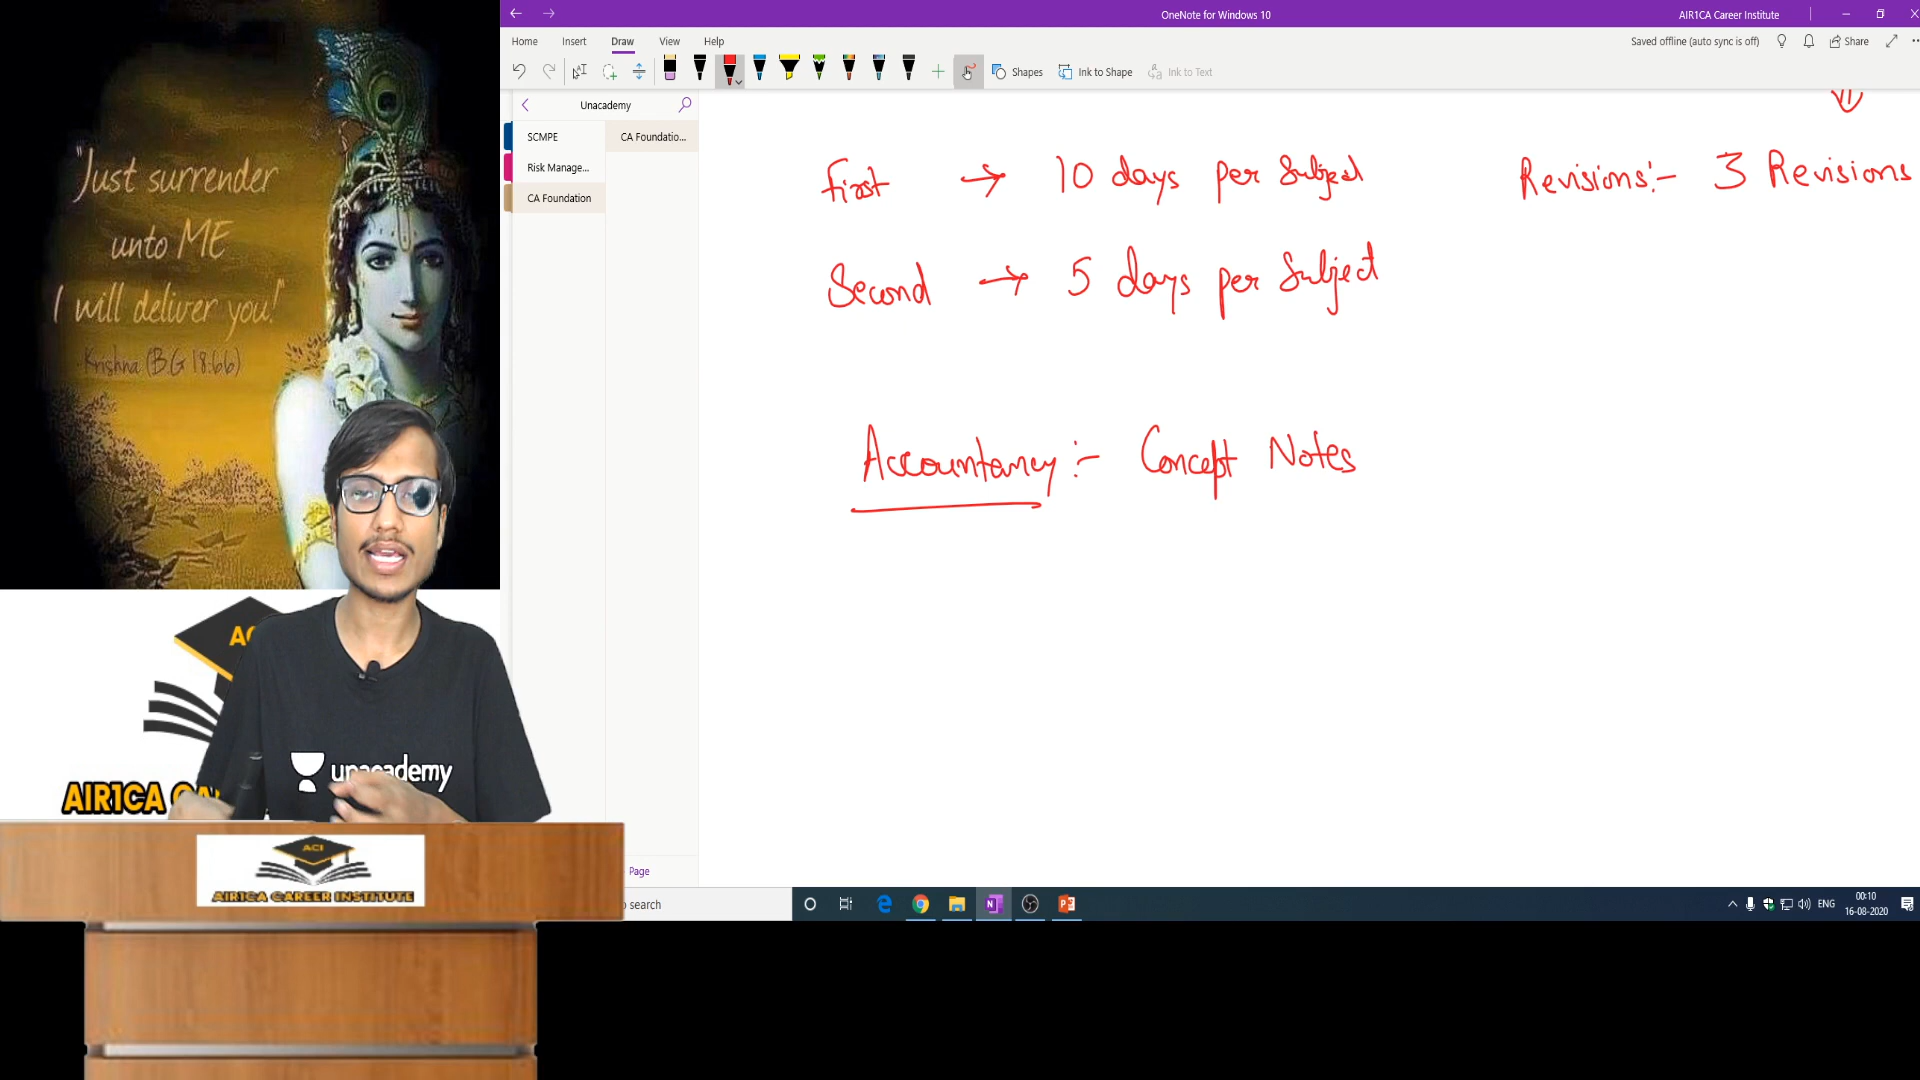 "Just surrender
unto ME
I will deliver you!"
Krishna (B.G 18:66)
AIR1CA
unacademy
ACI
AIR1CA CAREER INSTITUTE
OneNote for Windows 10
AIR1CA Career Institute
Home Insert Draw View Help
Saved offline (auto sync is off)
Share
Shapes
Ink to Shape
Ink to Text
Unacademy
SCMPE
Risk Manage...
CA Foundation
CA Foundatio...
First → 10 days per Subject
Revisions:- 3 Revisions
Second → 5 days per Subject
Accountancy:- Concept Notes
Page
search
ENG
00:10
16-08-2020